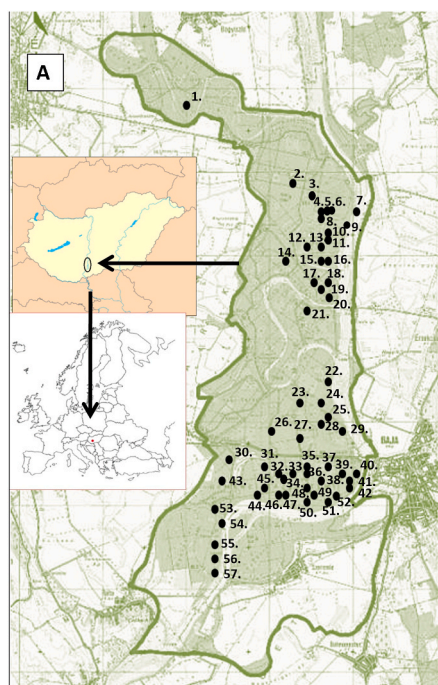 A
1.
2.
3.
4. 5. 6. 7.
8.
9.
10.
11.
12. 13.
14. 15. 16.
17. 18.
19.
20.
21.
22.
23. 24.
25.
26. 27. 28. 29.
30. 31. 32. 33. 35. 37.
36. 39. 40.
43. 45. 34. 38. 41.
44. 46. 47. 48. 49. 42.
50. 51. 52.
53.
54.
55.
56.
57.
BAJA